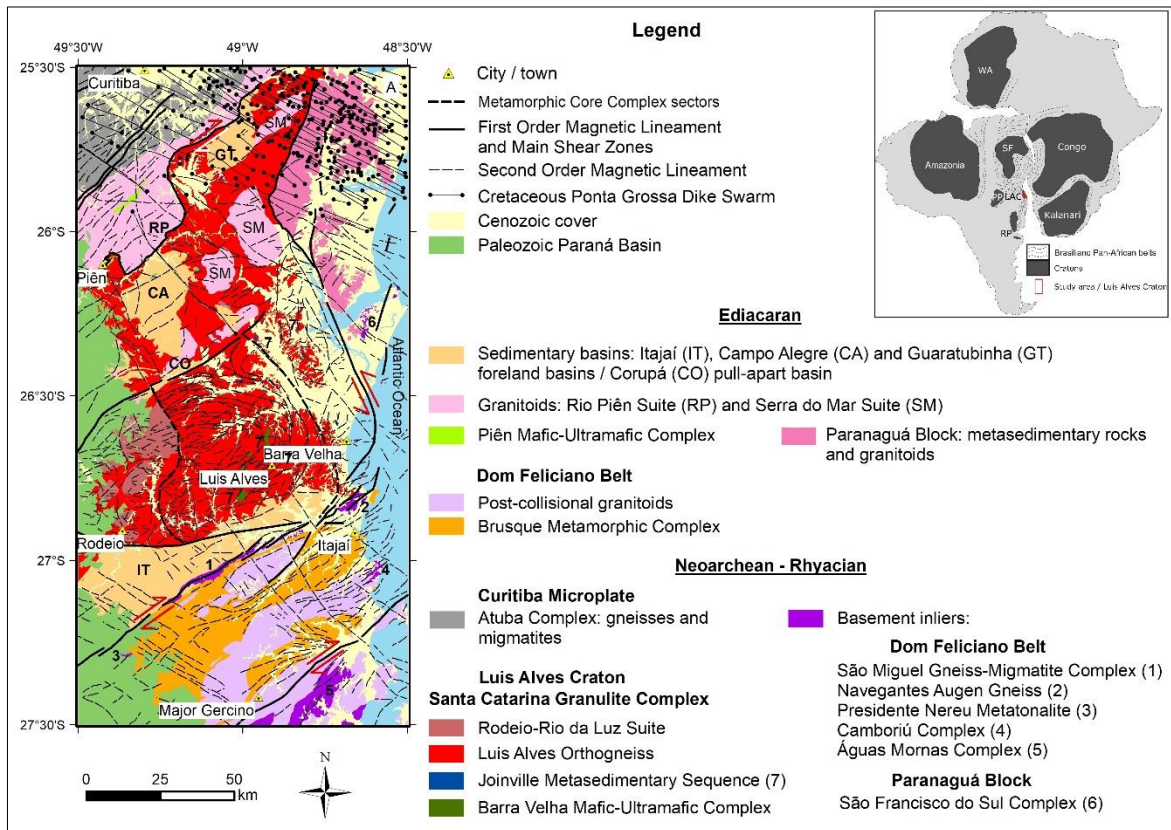 49°30'W
49°W
48°30'W
25°30'S
26°S
26°30'S
27°S
27°30'S
Curitiba
A
SM
GT
RP
SM
SM
Piên
CA
7
6
7
CO
Atlantic Ocean
Barra Velha
7
Luis Alves
7
1
2
Rodeio
Itajaí
IT
1
4
3
5
Major Gercino
0 25 50
km
N
Legend
City / town
Metamorphic Core Complex sectors
First Order Magnetic Lineament
and Main Shear Zones
Second Order Magnetic Lineament
Cretaceous Ponta Grossa Dike Swarm
Cenozoic cover
Paleozoic Paraná Basin
WA
Amazonia
SF
Congo
PP
LAC
Kalanari
RP
Brasiliano Pan-African belts
Cratons
Study area / Luis Alves Craton
Ediacaran
Sedimentary basins: Itajaí (IT), Campo Alegre (CA) and Guaratubinha (GT)
foreland basins / Corupá (CO) pull-apart basin
Granitoids: Rio Piên Suite (RP) and Serra do Mar Suite (SM)
Piên Mafic-Ultramafic Complex
Paranaguá Block: metasedimentary rocks
and granitoids
Dom Feliciano Belt
Post-collisional granitoids
Brusque Metamorphic Complex
Neoarchean - Rhyacian
Curitiba Microplate
Atuba Complex: gneisses and
migmatites
Luis Alves Craton
Santa Catarina Granulite Complex
Rodeio-Rio da Luz Suite
Luis Alves Orthogneiss
Joinville Metasedimentary Sequence (7)
Barra Velha Mafic-Ultramafic Complex
Basement inliers:
Dom Feliciano Belt
São Miguel Gneiss-Migmatite Complex (1)
Navegantes Augen Gneiss (2)
Presidente Nereu Metatonalite (3)
Camboriú Complex (4)
Águas Mornas Complex (5)
Paranaguá Block
São Francisco do Sul Complex (6)